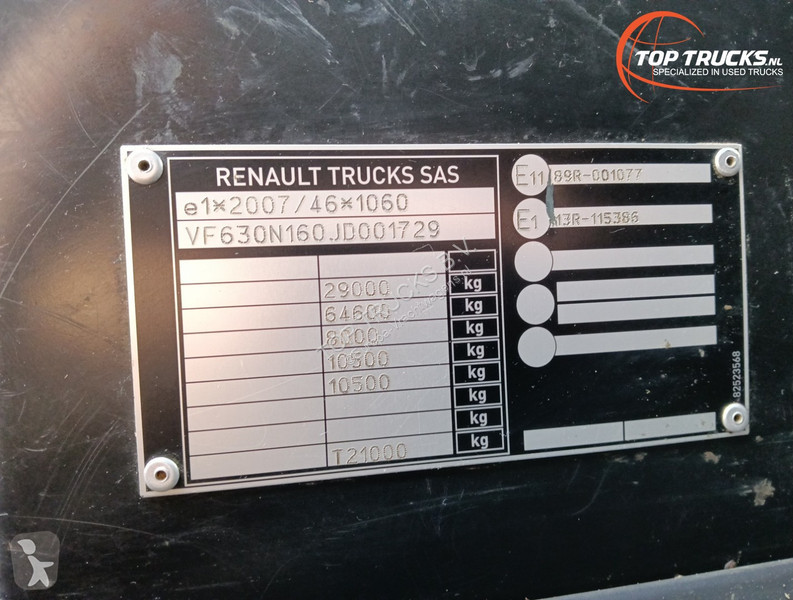 TOP TRUCKS.NL
SPECIALIZED IN USED TRUCKS
RENAULT TRUCKS SAS
e1*2007/46*1060
VF630N160JD001729
29000 kg
64600 kg
8000 kg
10500 kg
10500 kg
kg
kg
T21000 kg
E11 89R-001077
E1 13R-115386
82523568